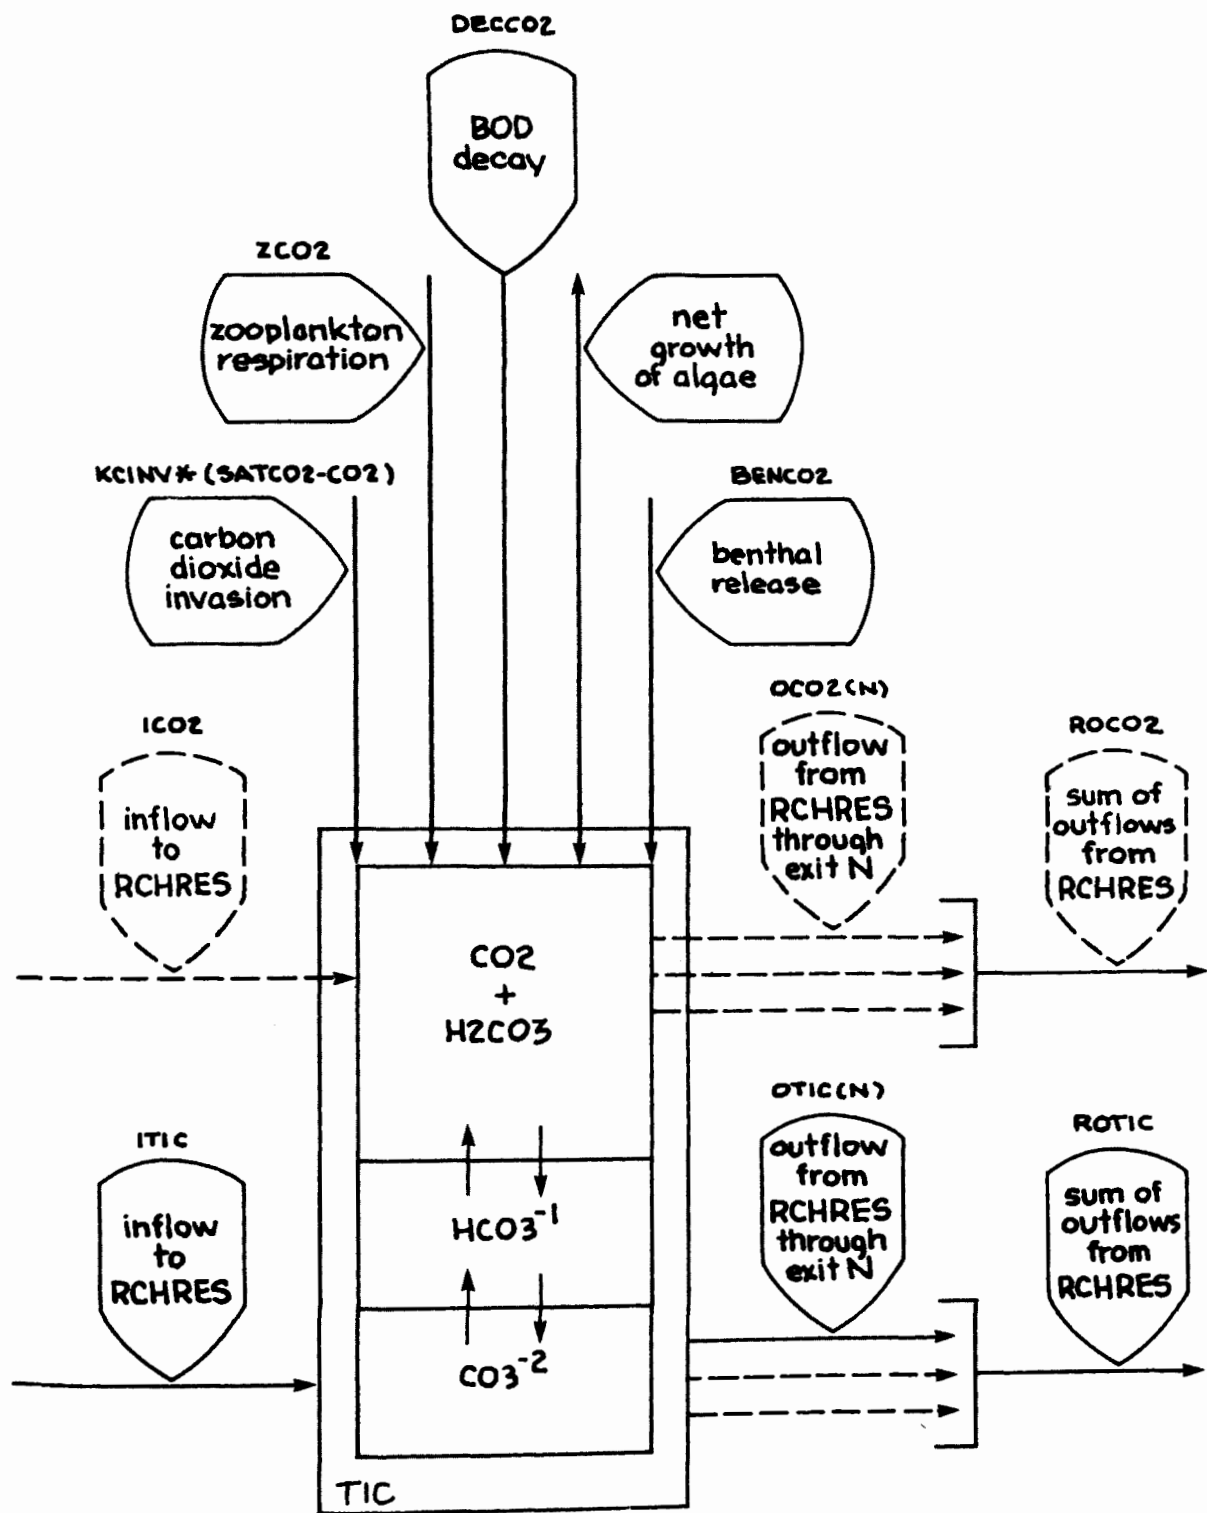 DECCO2
BOD
decay
ZCO2
zooplankton
respiration
net
growth
of algae
KCINV*(SATCO2-CO2)
carbon
dioxide
invasion
BENCO2
benthal
release
ICO2
inflow
to
RCHRES
OCO2(N)
outflow
from
RCHRES
through
exit N
ROCO2
sum of
outflows
from
RCHRES
CO2
+
H2CO3
ITIC
inflow
to
RCHRES
HCO3⁻¹
CO3⁻²
OTIC(N)
outflow
from
RCHRES
through
exit N
ROTIC
sum of
outflows
from
RCHRES
TIC